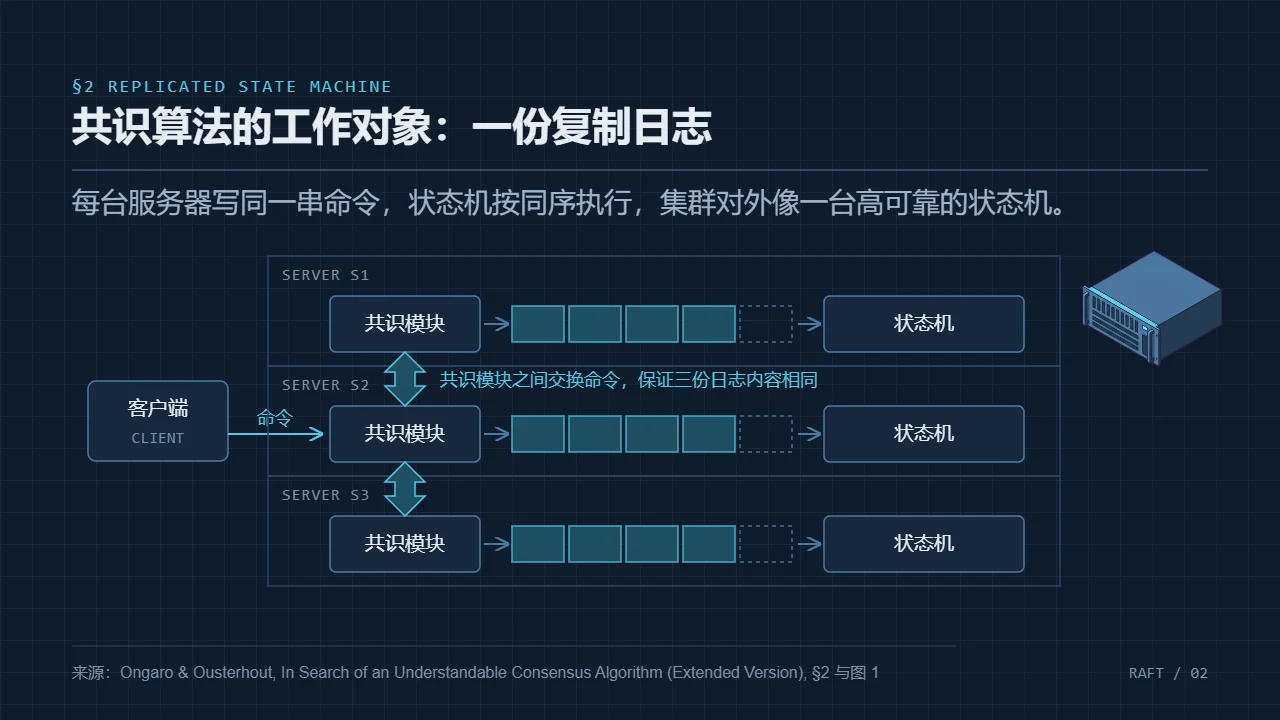 §2 REPLICATED STATE MACHINE
共识算法的工作对象：一份复制日志
每台服务器写同一串命令，状态机按同序执行，集群对外像一台高可靠的状态机。
SERVER S1
共识模块
状态机
共识模块之间交换命令，保证三份日志内容相同
SERVER S2
客户端
CLIENT
命令
共识模块
状态机
SERVER S3
共识模块
状态机
来源：Ongaro & Ousterhout, In Search of an Understandable Consensus Algorithm (Extended Version), §2 与图 1
RAFT / 02